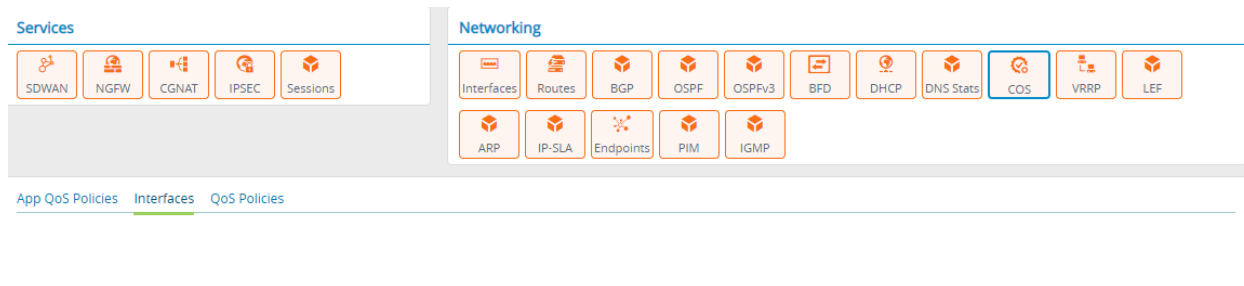 Services
SDWAN NGFW CGNAT IPSEC Sessions
Networking
Interfaces Routes BGP OSPF OSPFv3 BFD DHCP DNS Stats COS VRRP LEF
ARP IP-SLA Endpoints PIM IGMP
App QoS Policies Interfaces QoS Policies